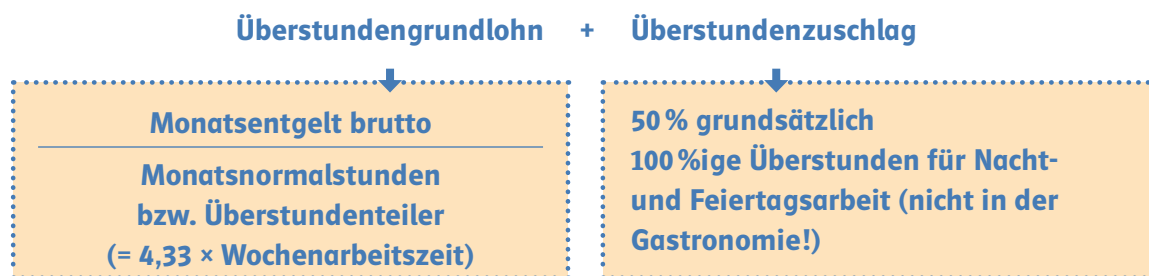 Überstundengrundlohn + Überstundenzuschlag
Monatsentgelt brutto
Monatsnormalstunden
bzw. Überstundenteiler
(= 4,33 × Wochenarbeitszeit)
50 % grundsätzlich
100 %ige Überstunden für Nacht-
und Feiertagsarbeit (nicht in der
Gastronomie!)